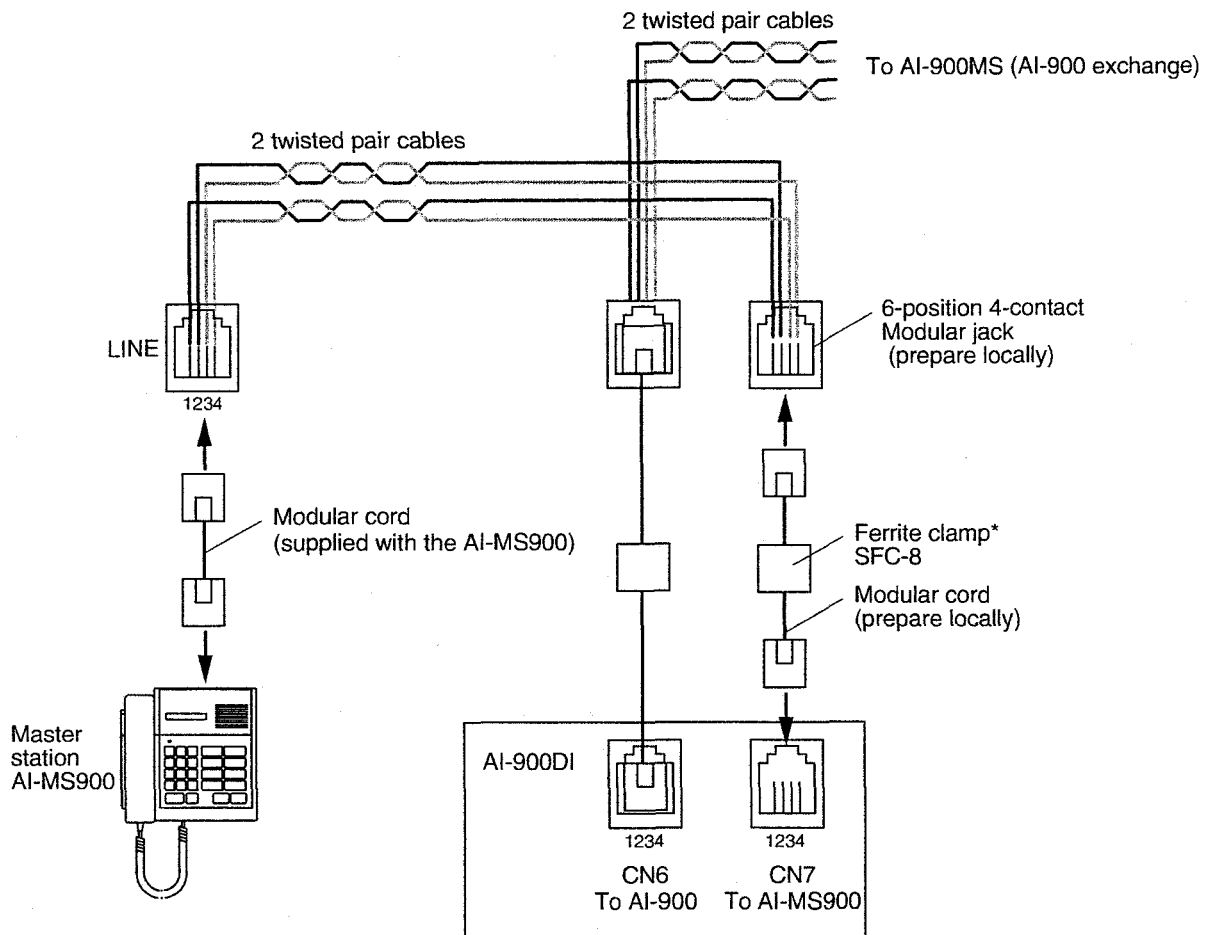 2 twisted pair cables
To AI-900MS (AI-900 exchange)
2 twisted pair cables
LINE
1234
6-position 4-contact
Modular jack
(prepare locally)
Modular cord
(supplied with the AI-MS900)
Ferrite clamp*
SFC-8
Modular cord
(prepare locally)
Master
station
AI-MS900
AI-900DI
1234
1234
CN6
To AI-900
CN7
To AI-MS900